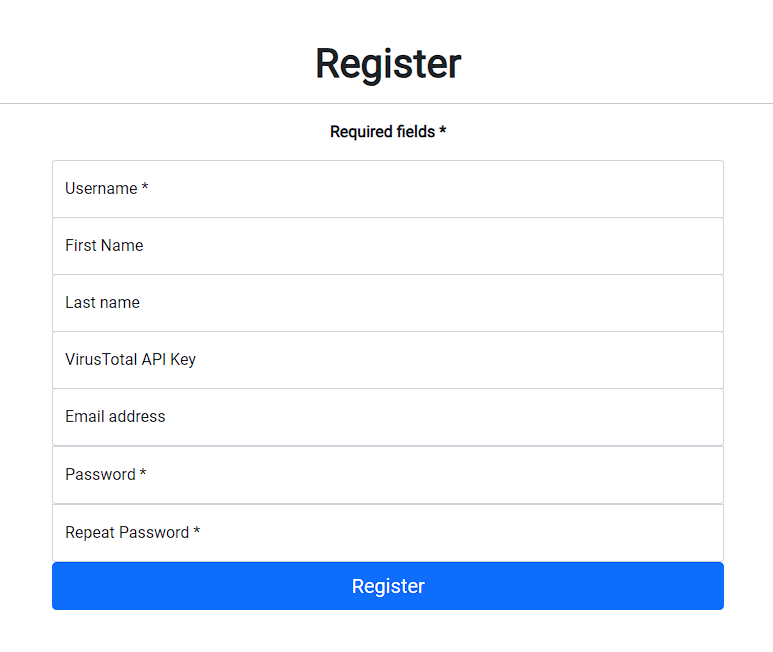 Register
Required fields *
Username *
First Name
Last name
VirusTotal API Key
Email address
Password *
Repeat Password *
Register